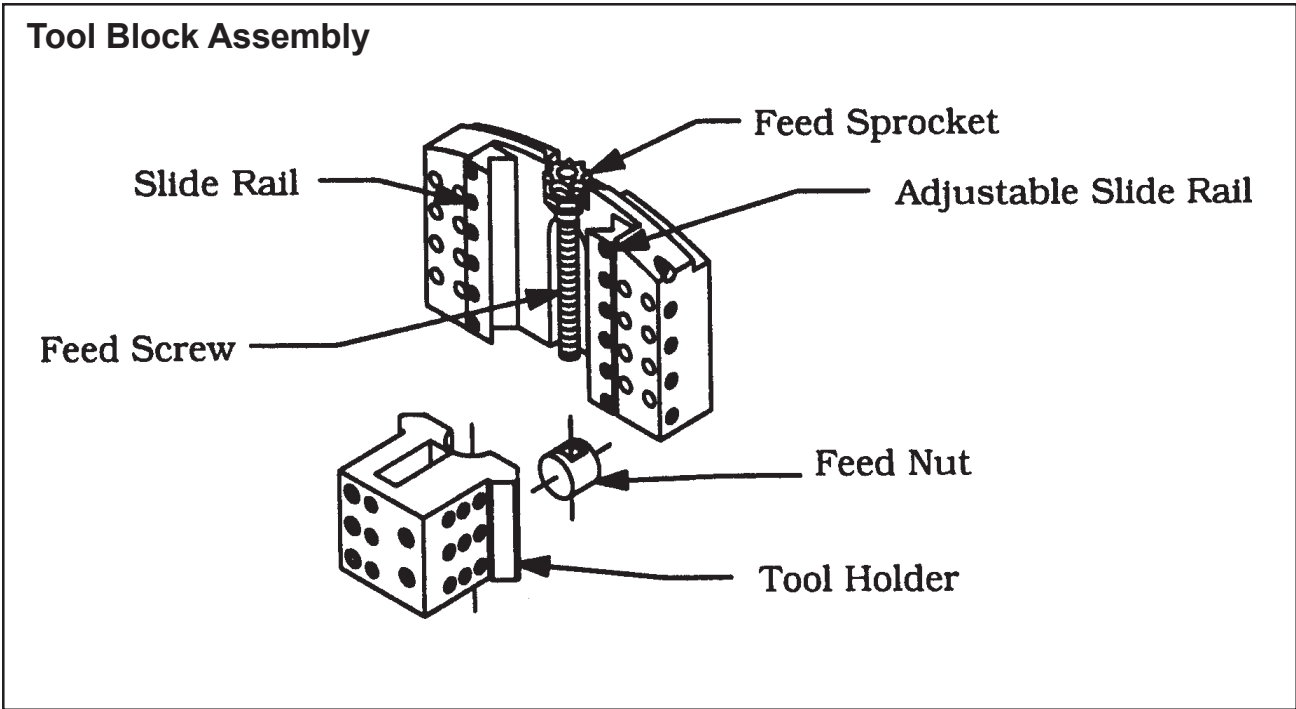 Tool Block Assembly
Feed Sprocket
Slide Rail
Adjustable Slide Rail
Feed Screw
Feed Nut
Tool Holder